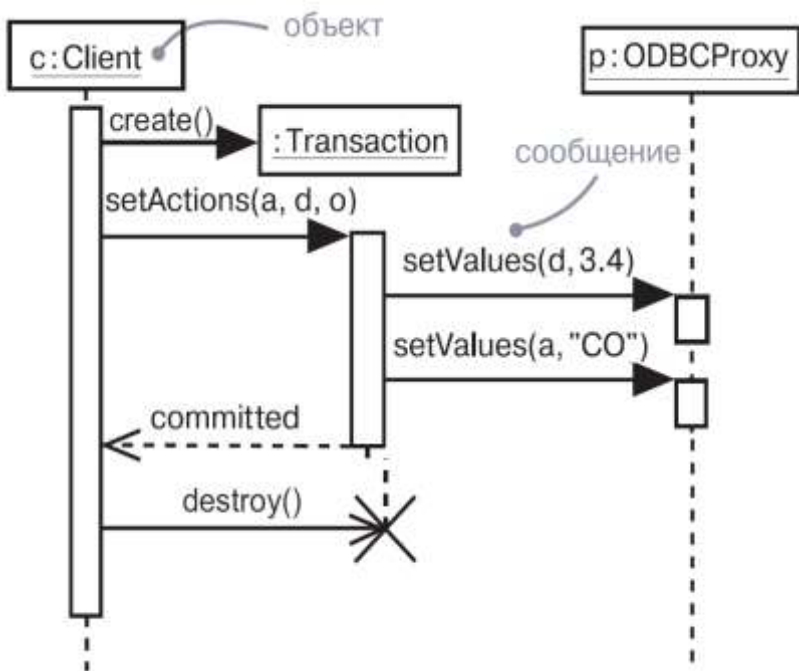 объект
c:Client
p:ODBCProxy
create()
:Transaction
сообщение
setActions(a, d, o)
setValues(d, 3.4)
setValues(a, "CO")
committed
destroy()